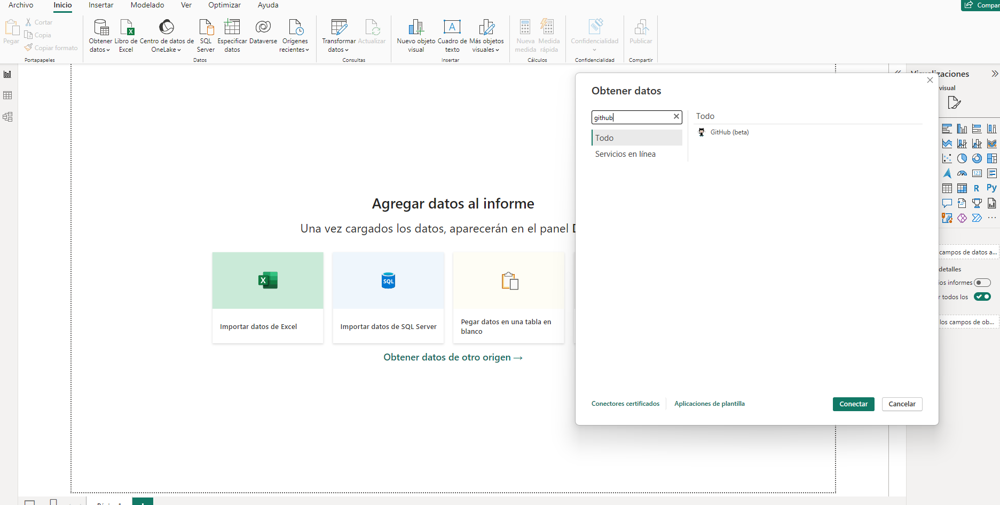 Archivo
Inicio
Insertar
Modelado
Ver
Optimizar
Ayuda
Compar
Pegar
Cortar
Copia
Copiar formato
Portapapeles
Obtener
datos
Libro de
Excel
Centro de datos de
OneLake
SQL
Server
Especificar
datos
Dataverse
Orígenes
recientes
Datos
Transformar
datos
Actualizar
Consultas
Nuevo objeto
visual
A
Cuadro de
texto
Más objetos
visuales
Insertar
Nueva
medida
Medida
rápida
Cálculos
Confidencialidad
Confidencialidad
Publicar
Compartir
Agregar datos al informe
Una vez cargados los datos, aparecerán en el panel
X
SQL
Importar datos de Excel
Importar datos de SQL Server
Pegar datos en una tabla en
blanco
Obtener datos de otro origen →
Obtener datos
github
Todo
Servicios en línea
Todo
GitHub (beta)
Conectores certificados
Aplicaciones de plantilla
Conectar
Cancelar
zaciones
visual
123
R
Py
campos de datos a...
detalles
ios informes
r todos los
los campos de ob...